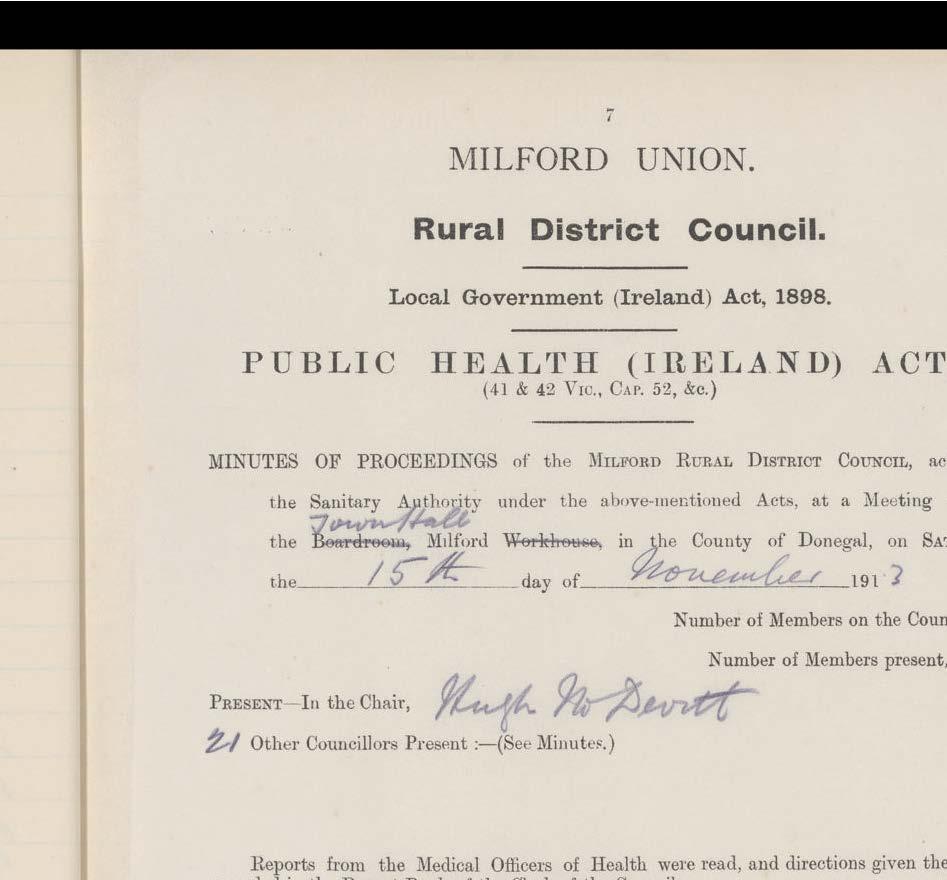 7
MILFORD UNION.
Rural District Council.
Local Government (Ireland) Act, 1898.
PUBLIC HEALTH (IRELAND) ACT
(41 & 42 Vic., Cap. 52, &c.)
MINUTES OF PROCEEDINGS of the Milford Rural District Council, ac
the Sanitary Authority under the above-mentioned Acts, at a Meeting
Town Hall
the Boardroom, Milford Workhouse, in the County of Donegal, on Sat
the 15th day of November 1913
Number of Members on the Coun
Number of Members present,
Present—In the Chair, Hugh McDevitt
21 Other Councillors Present :—(See Minutes.)
Reports from the Medical Officers of Health were read, and directions given the